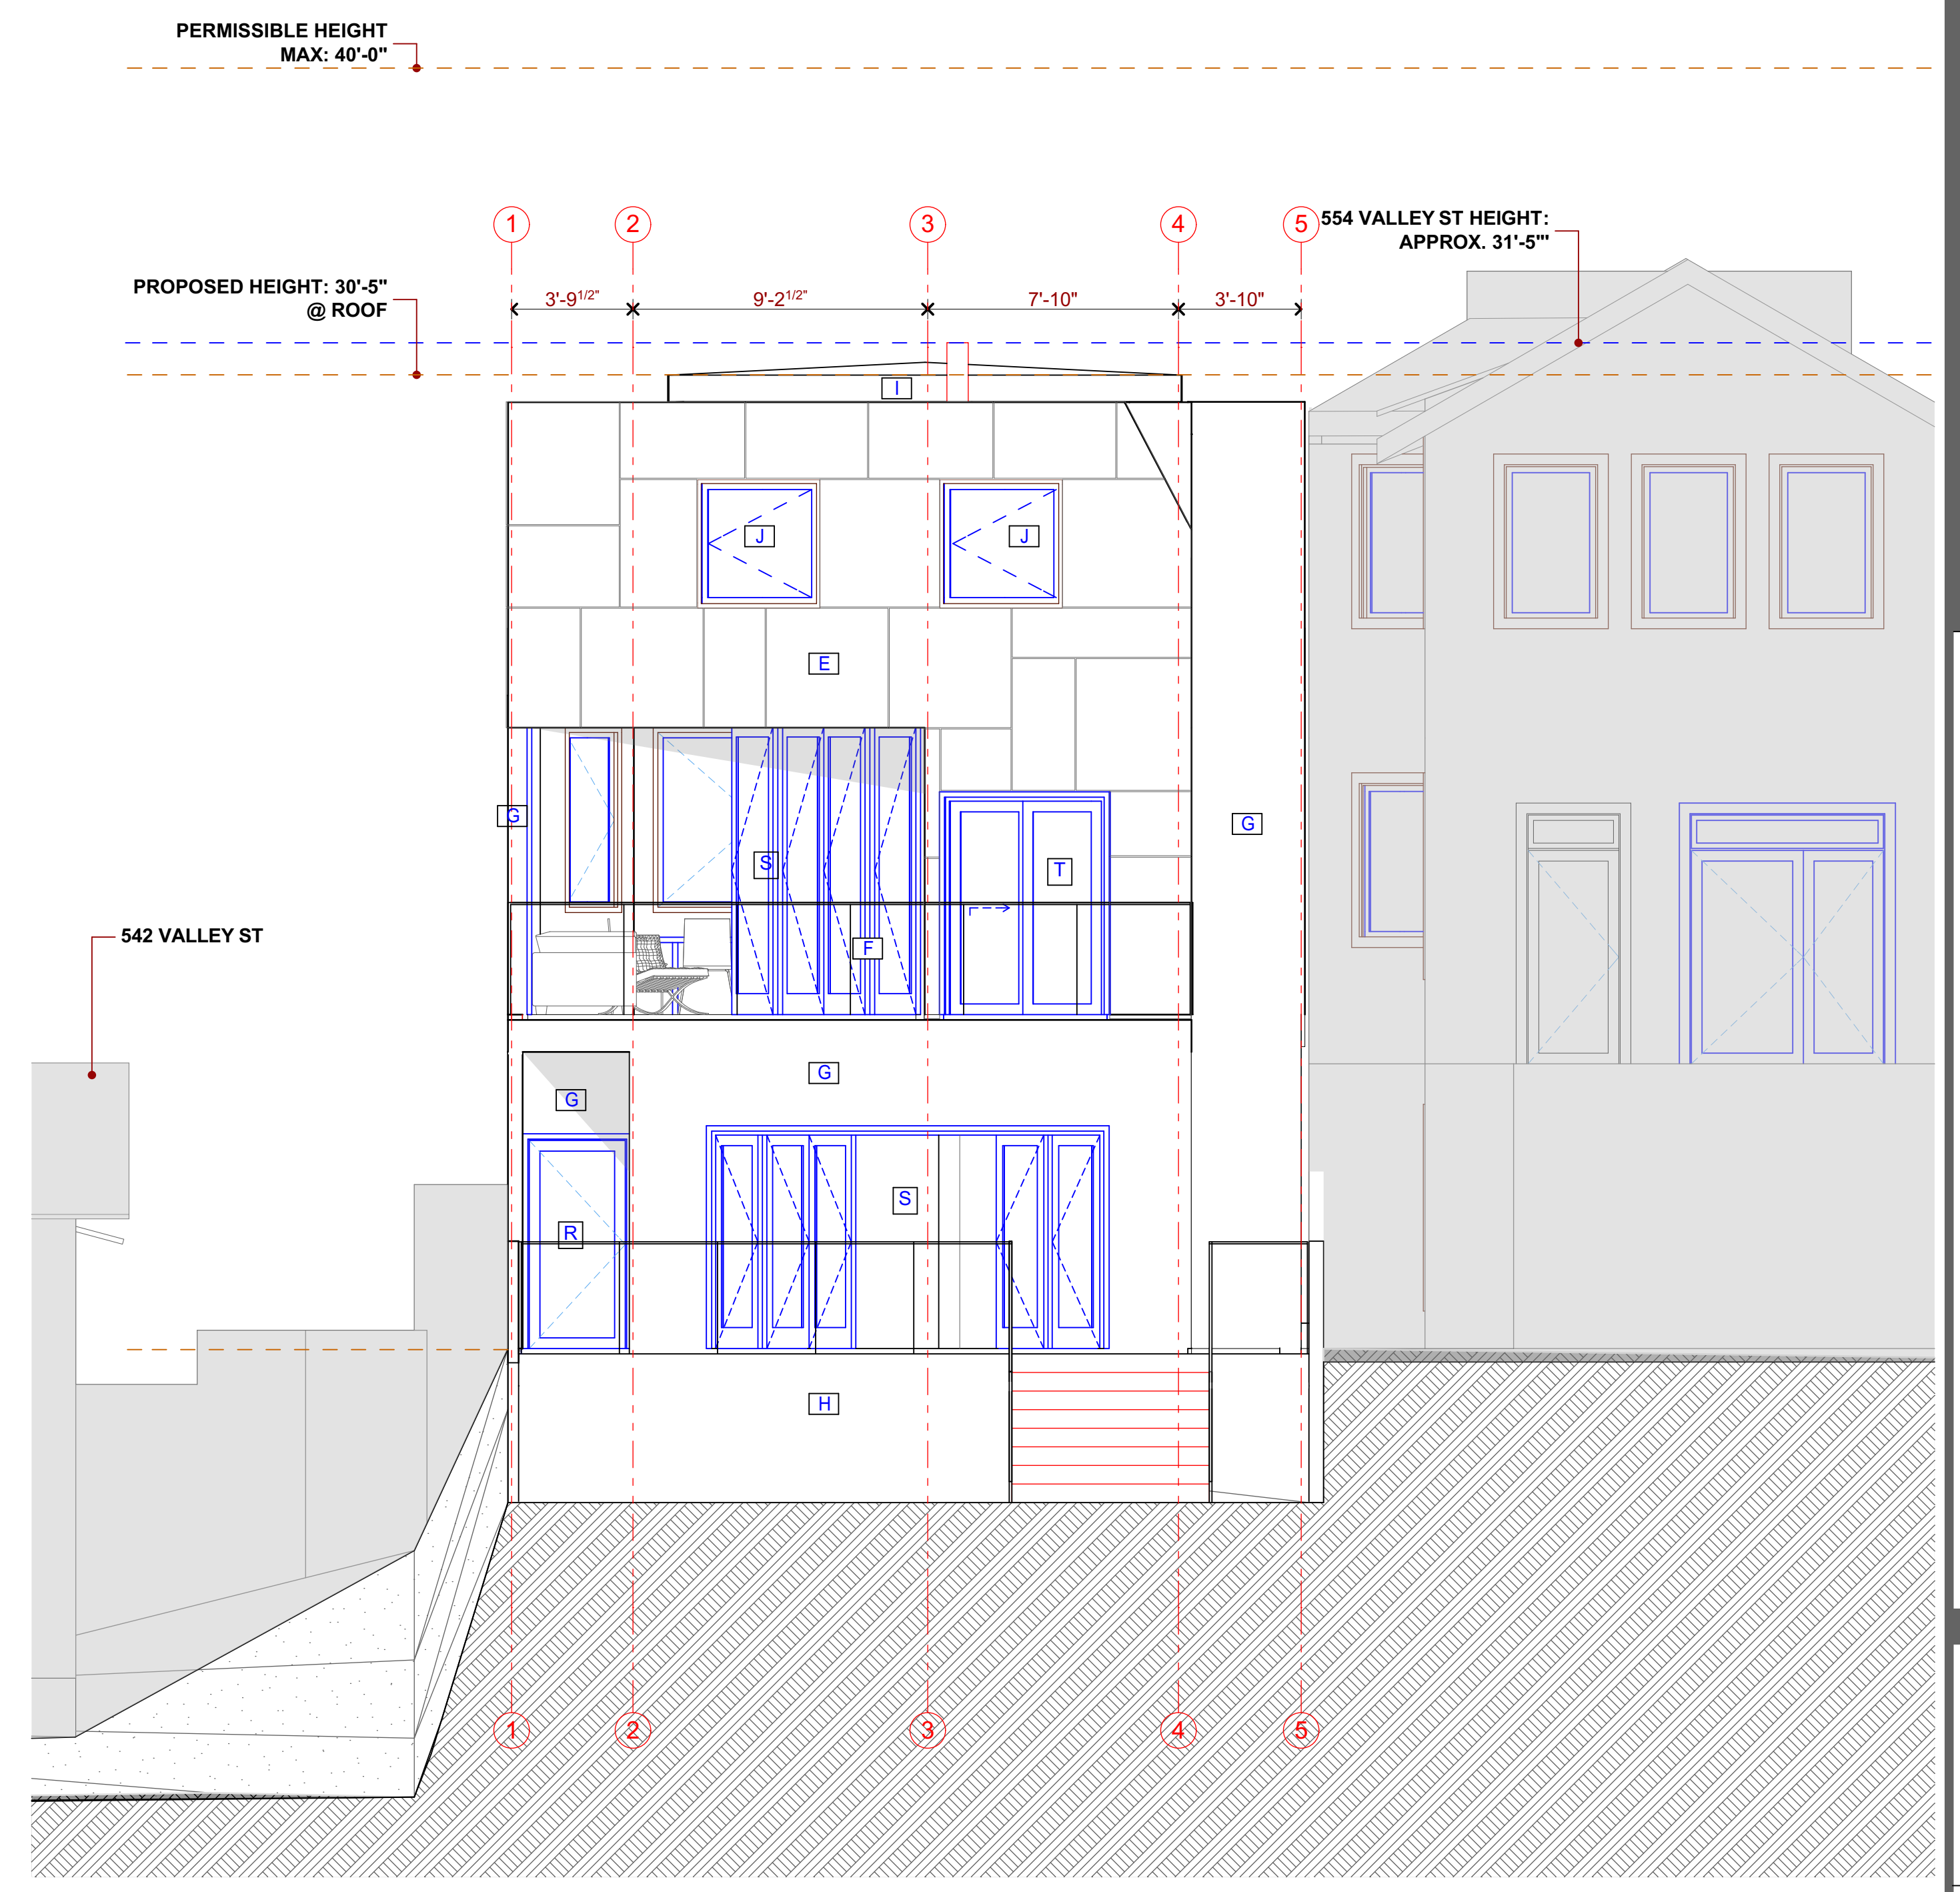 PERMISSIBLE HEIGHT
MAX: 40'-0"
1
2
3
4
5
554 VALLEY ST HEIGHT:
APPROX. 31'-5"'
PROPOSED HEIGHT: 30'-5"
@ ROOF
3'-9 1/2"
9'-2 1/2"
7'-10"
3'-10"
I
J
J
E
G
G
S
T
542 VALLEY ST
F
G
G
S
R
H
1
2
3
4
5